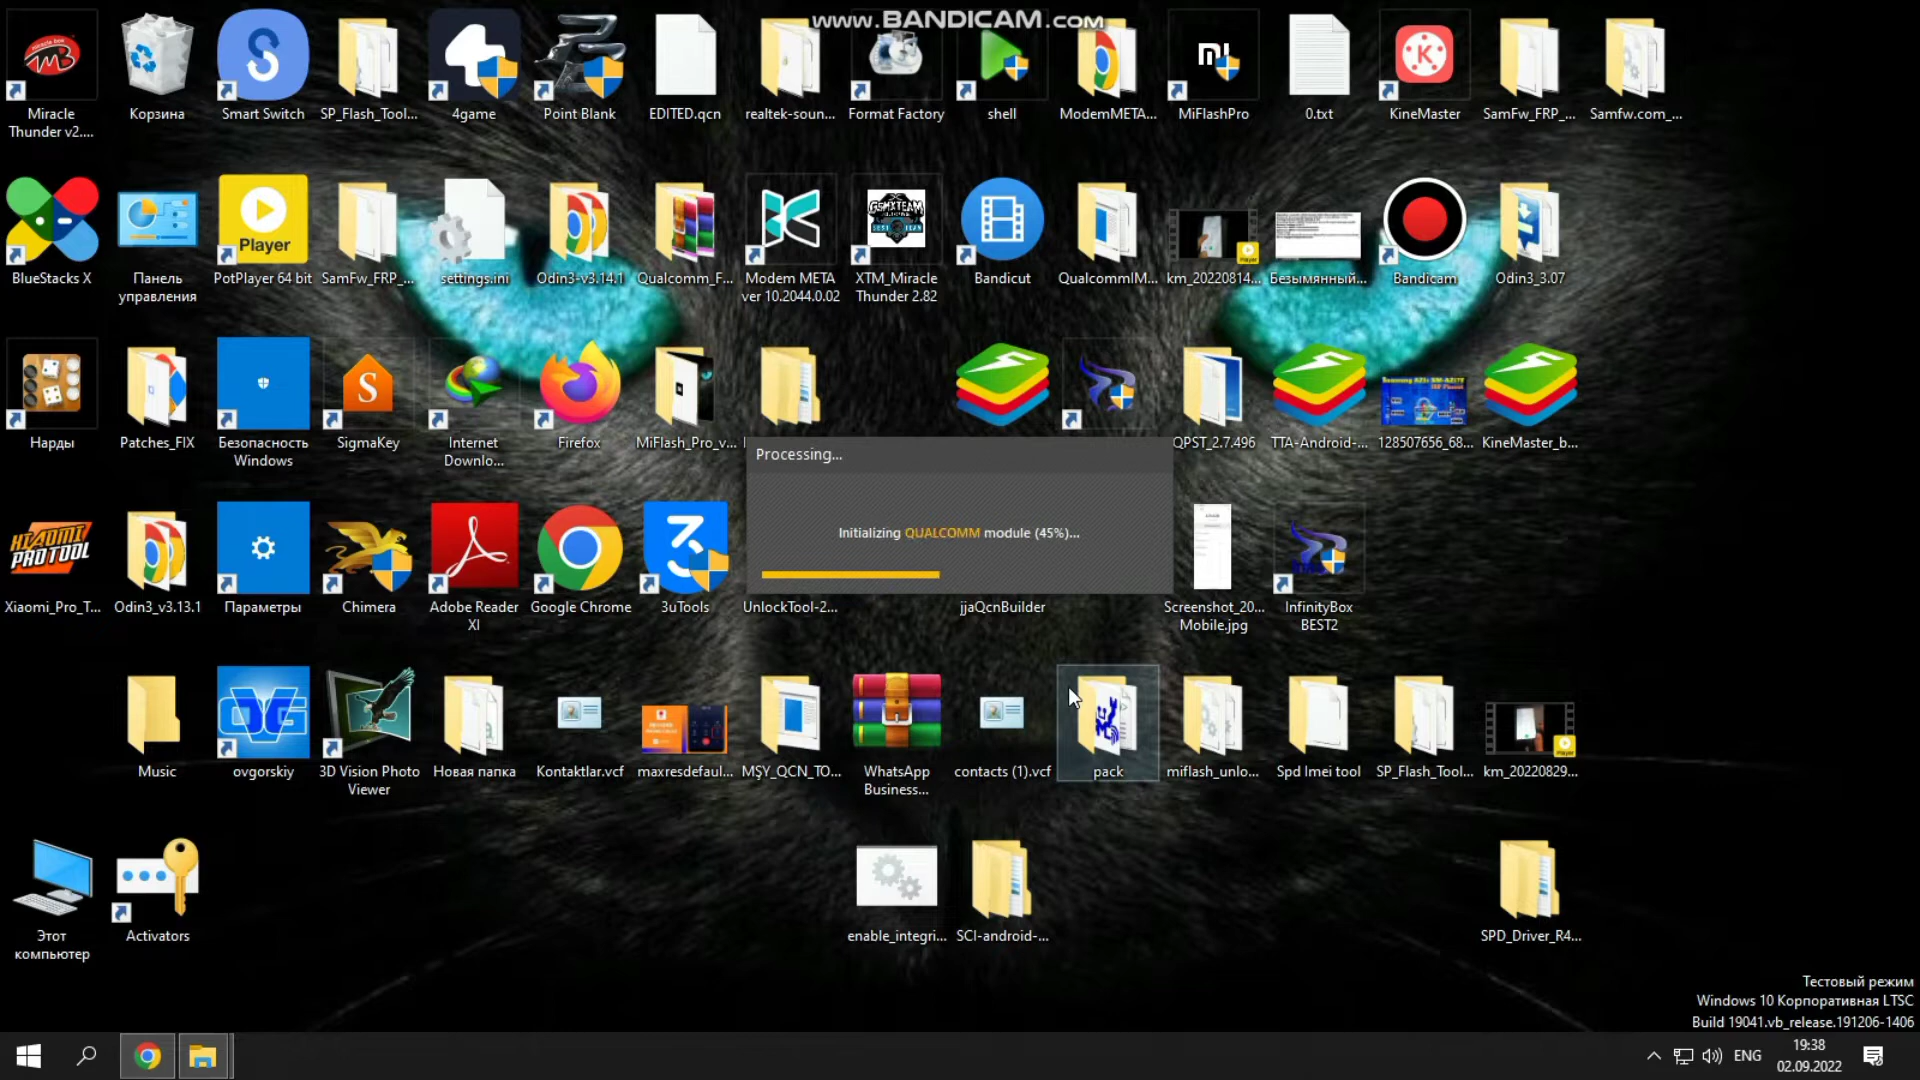 www.BANDICAM.com
Miracle
Thunder v2....
Корзина
Smart Switch
SP_Flash_Tool...
4game
Point Blank
EDITED.qcn
realtek-soun...
Format Factory
shell
ModemMETA...
MiFlashPro
0.txt
KineMaster
SamFw_FRP_...
Samfw.com_...
BlueStacks X
Панель
управления
Player
PotPlayer 64 bit
SamFw_FRP_...
settings.ini
Odin3-v3.14.1
Qualcomm_F...
Modem META
ver 10.2044.0.02
XTM_Miracle
Thunder 2.82
Bandicut
QualcommIM...
km_20220814...
Безымянный...
Bandicam
Odin3_3.07
Нарды
Patches_FIX
Безопасность
Windows
SigmaKey
Internet
Downlo...
Firefox
MiFlash_Pro_v...
QPST_2.7.496
TTA-Android-...
128507656_68...
KineMaster_b...
Processing...
Initializing QUALCOMM module (45%)...
XIAOMI
PRO TOOL
Xiaomi_Pro_T...
Odin3_v3.13.1
Параметры
Chimera
Adobe Reader
XI
Google Chrome
3uTools
UnlockTool-2...
jjaQcnBuilder
Screenshot_20...
Mobile.jpg
InfinityBox
BEST2
Music
ovgorskiy
3D Vision Photo
Viewer
Новая папка
Kontaktlar.vcf
maxresdefaul...
MŞY_QCN_TO...
WhatsApp
Business...
contacts (1).vcf
pack
miflash_unlo...
Spd Imei tool
SP_Flash_Tool...
km_20220829...
Этот
компьютер
Activators
enable_integri...
SCI-android-...
SPD_Driver_R4...
Тестовый режим
Windows 10 Корпоративная LTSC
Build 19041.vb_release.191206-1406
ENG
19:38
02.09.2022